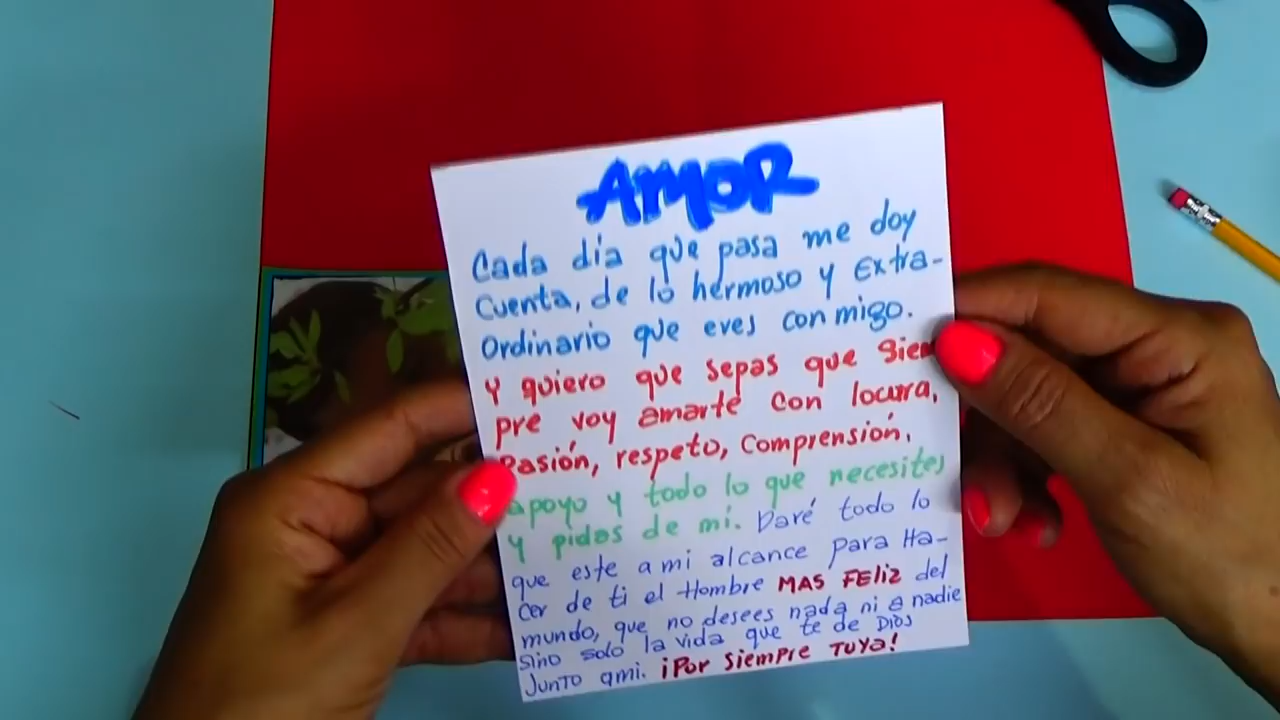 AMOR
Cada día que pasa me doy
Cuenta, de lo hermoso y Extra-
Ordinario que eres conmigo.
Y quiero que sepas que Siem
pre voy amarte con locura,
Pasión, respeto, Comprensión,
apoyo y todo lo que necesites
y pidas de mí. Daré todo lo
que este a mi alcance para Ha-
cer de ti el Hombre MAS FELiz del
mundo, que no desees nada ni a nadie
Sino solo la vida que te de DIOS
Junto ami. ¡Por Siempre TUYa!